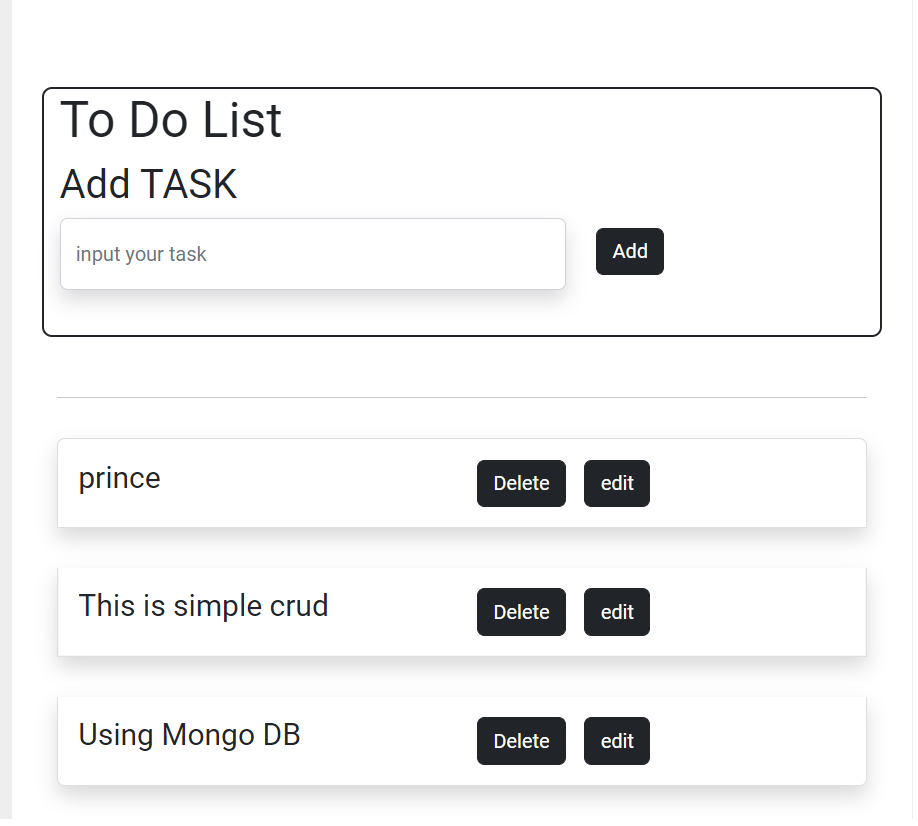 To Do List
Add TASK
input your task
Add
prince
Delete
edit
This is simple crud
Delete
edit
Using Mongo DB
Delete
edit